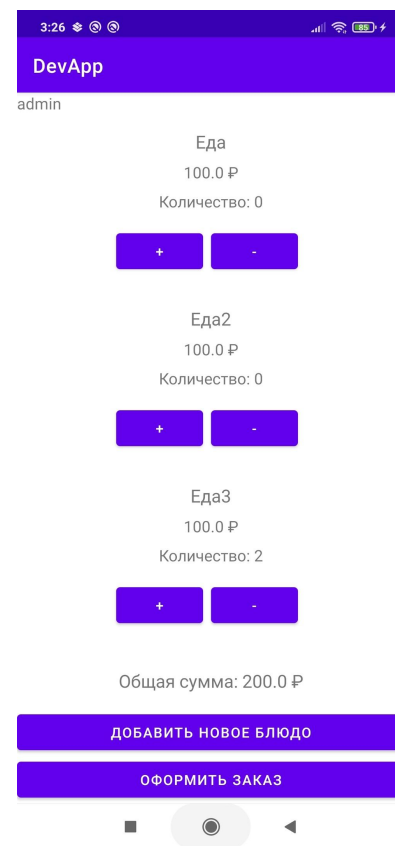 3:26 85
DevApp
admin
Еда
100.0 ₽
Количество: 0
+ -
Еда2
100.0 ₽
Количество: 0
+ -
Еда3
100.0 ₽
Количество: 2
+ -
Общая сумма: 200.0 ₽
ДОБАВИТЬ НОВОЕ БЛЮДО
ОФОРМИТЬ ЗАКАЗ